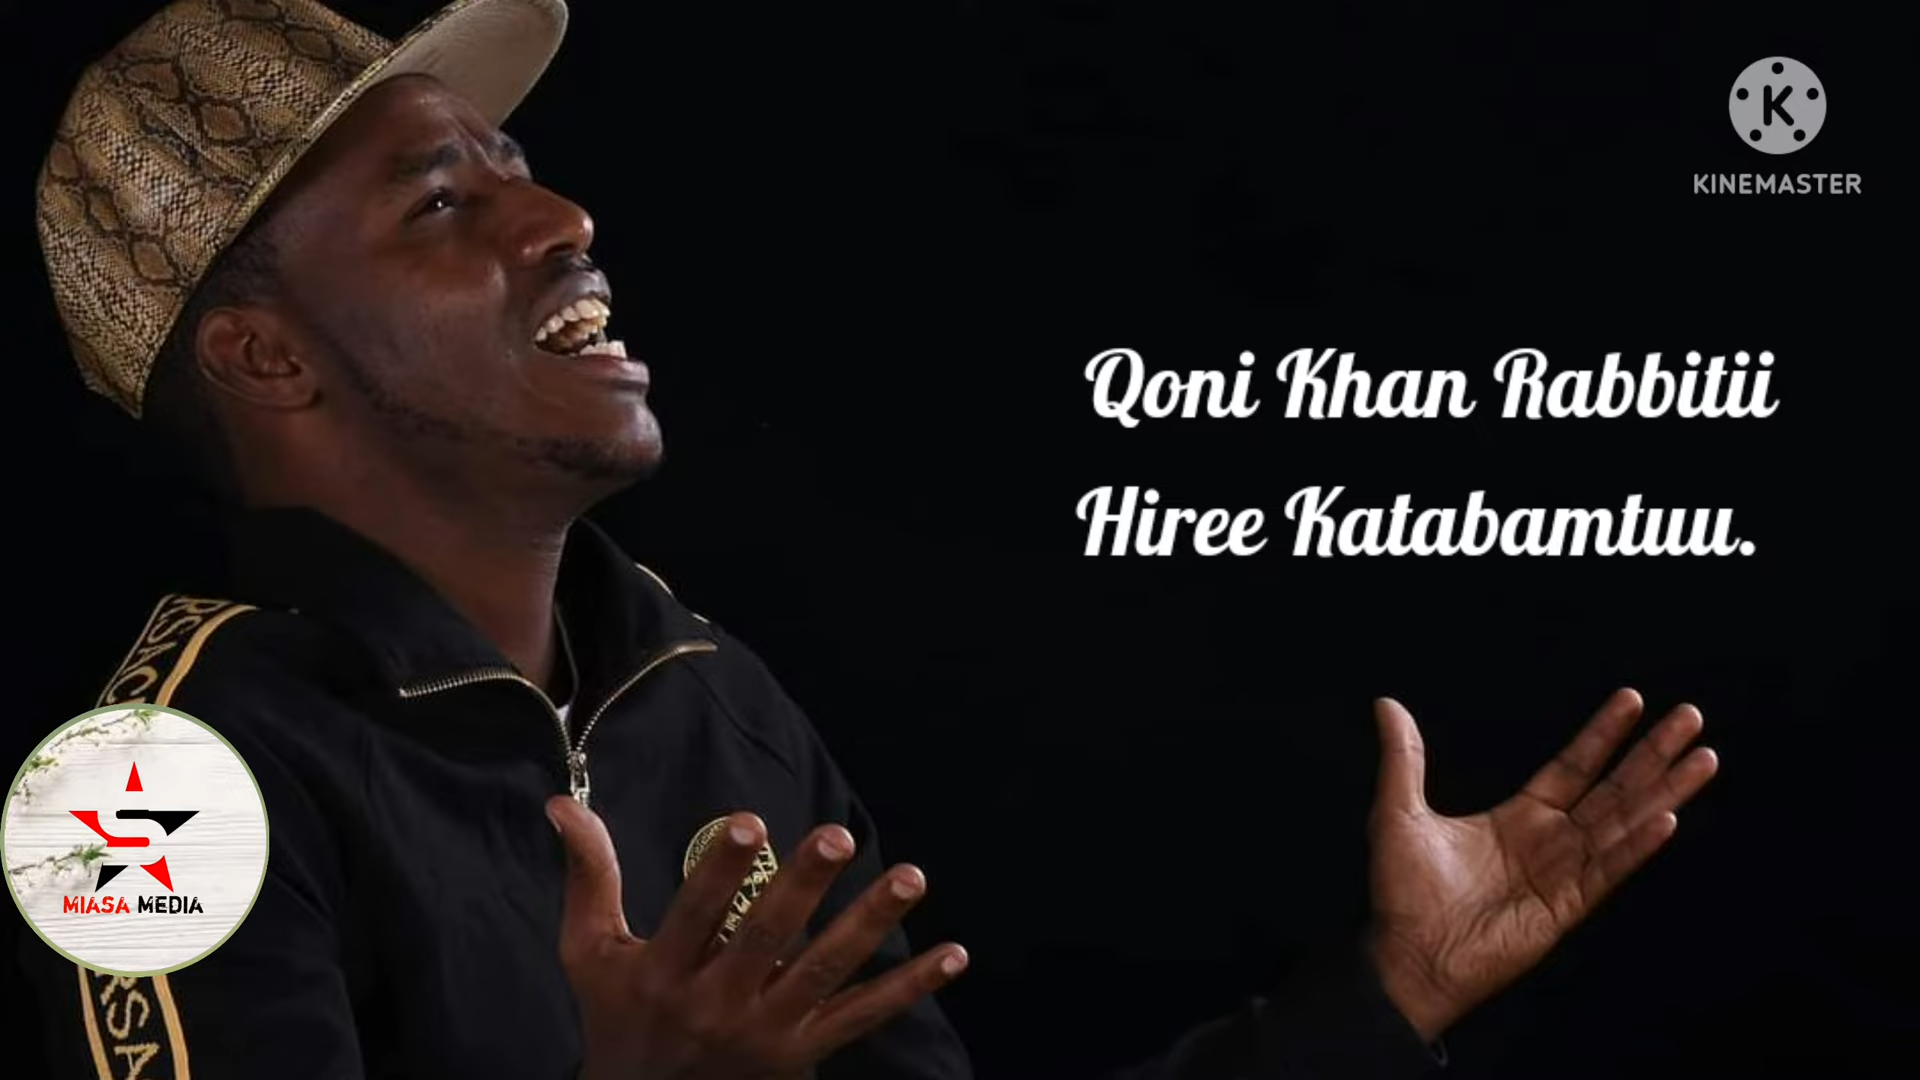 KINEMASTER
Qoni Khan Rabbitii
Hiree Katabamtuu.
MIASA MEDIA